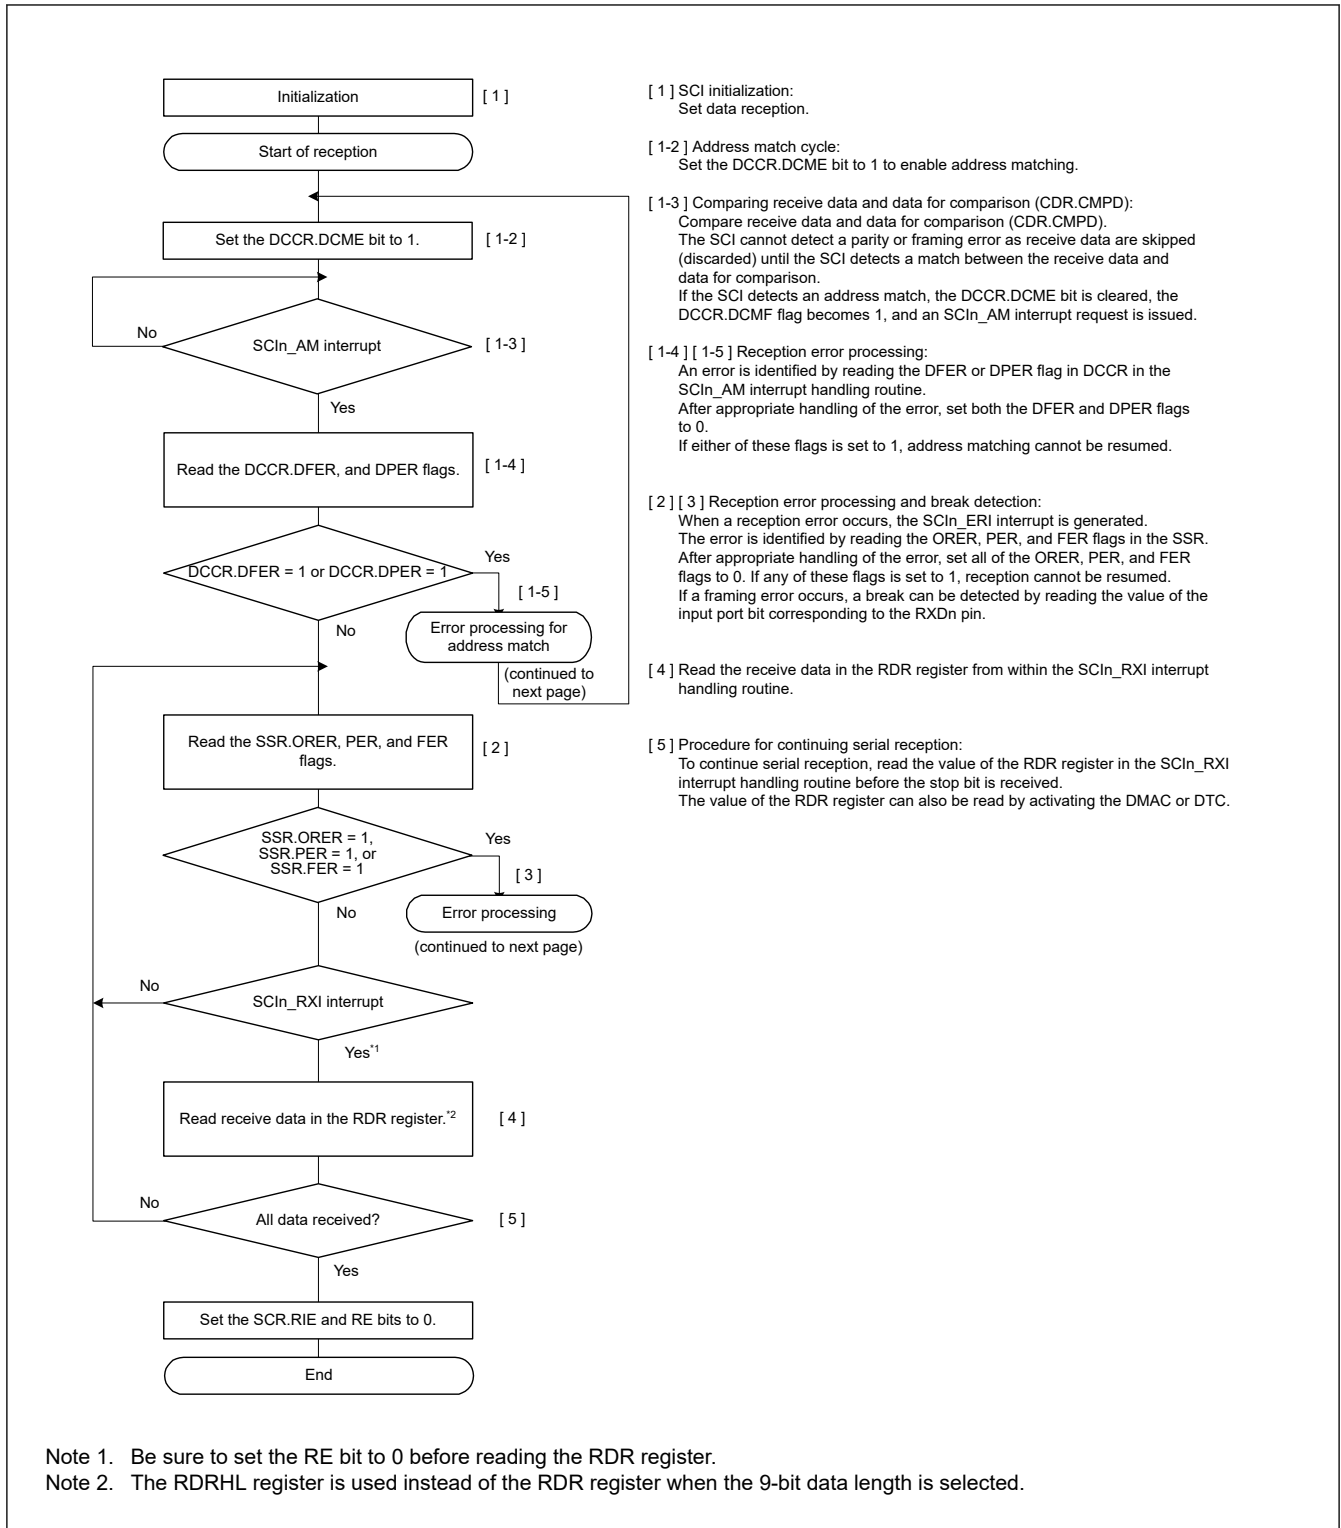 Initialization
[ 1 ]
Start of reception
Set the DCCR.DCME bit to 1.
[ 1-2 ]
No
SCIn_AM interrupt
[ 1-3 ]
Yes
Read the DCCR.DFER, and DPER flags.
[ 1-4 ]
DCCR.DFER = 1 or DCCR.DPER = 1
Yes
[ 1-5 ]
No
Error processing for
address match
(continued to
next page)
Read the SSR.ORER, PER, and FER
flags.
[ 2 ]
SSR.ORER = 1,
SSR.PER = 1, or
SSR.FER = 1
Yes
[ 3 ]
No
Error processing
(continued to next page)
No
SCIn_RXI interrupt
Yes*1
Read receive data in the RDR register.*2
[ 4 ]
No
All data received?
[ 5 ]
Yes
Set the SCR.RIE and RE bits to 0.
End
[ 1 ] SCI initialization:
Set data reception.
[ 1-2 ] Address match cycle:
Set the DCCR.DCME bit to 1 to enable address matching.
[ 1-3 ] Comparing receive data and data for comparison (CDR.CMPD):
Compare receive data and data for comparison (CDR.CMPD).
The SCI cannot detect a parity or framing error as receive data are skipped
(discarded) until the SCI detects a match between the receive data and
data for comparison.
If the SCI detects an address match, the DCCR.DCME bit is cleared, the
DCCR.DCMF flag becomes 1, and an SCIn_AM interrupt request is issued.
[ 1-4 ] [ 1-5 ] Reception error processing:
An error is identified by reading the DFER or DPER flag in DCCR in the
SCIn_AM interrupt handling routine.
After appropriate handling of the error, set both the DFER and DPER flags
to 0.
If either of these flags is set to 1, address matching cannot be resumed.
[ 2 ] [ 3 ] Reception error processing and break detection:
When a reception error occurs, the SCIn_ERI interrupt is generated.
The error is identified by reading the ORER, PER, and FER flags in the SSR.
After appropriate handling of the error, set all of the ORER, PER, and FER
flags to 0. If any of these flags is set to 1, reception cannot be resumed.
If a framing error occurs, a break can be detected by reading the value of the
input port bit corresponding to the RXDn pin.
[ 4 ] Read the receive data in the RDR register from within the SCIn_RXI interrupt
handling routine.
[ 5 ] Procedure for continuing serial reception:
To continue serial reception, read the value of the RDR register in the SCIn_RXI
interrupt handling routine before the stop bit is received.
The value of the RDR register can also be read by activating the DMAC or DTC.
Note 1. Be sure to set the RE bit to 0 before reading the RDR register.
Note 2. The RDRHL register is used instead of the RDR register when the 9-bit data length is selected.